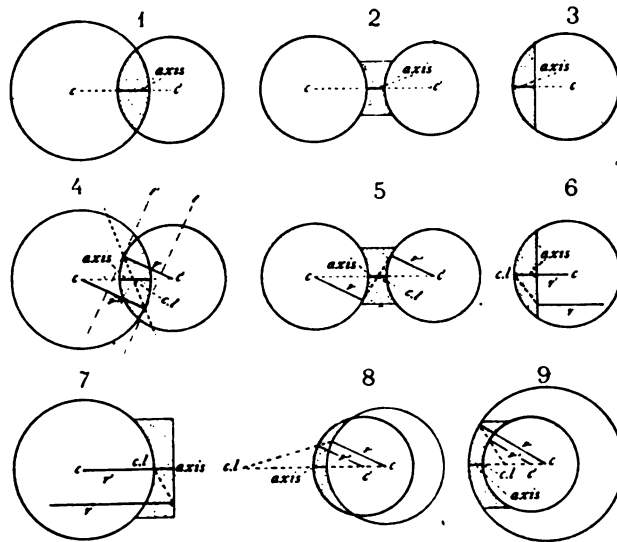 1 2 3
axis axis axis
c c' c c' c
4 5 6
r' r
axis r' c axis r' c' axis
c c' c.l r' c
r c.l r c.l r
7 8 9
c c.l axis c.l r r' c r r' c
r' axis c' c.l c'
r axis